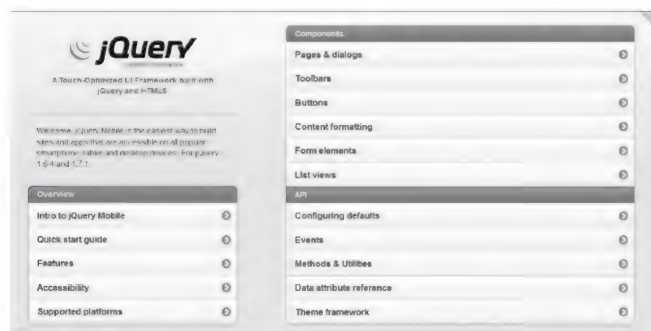 jQuery
A Touch-Optimized UI Framework built with
jQuery and HTML5
Welcome. jQuery Mobile is the easiest way to build
sites and apps that are accessible on all popular
smartphone, tablet and desktop devices. For jQuery
1.6.4 and 1.7.1.
Overview
Intro to jQuery Mobile
Quick start guide
Features
Accessibility
Supported platforms
Components
Pages & dialogs
Toolbars
Buttons
Content formatting
Form elements
List views
API
Configuring defaults
Events
Methods & Utilities
Data attribute reference
Theme framework